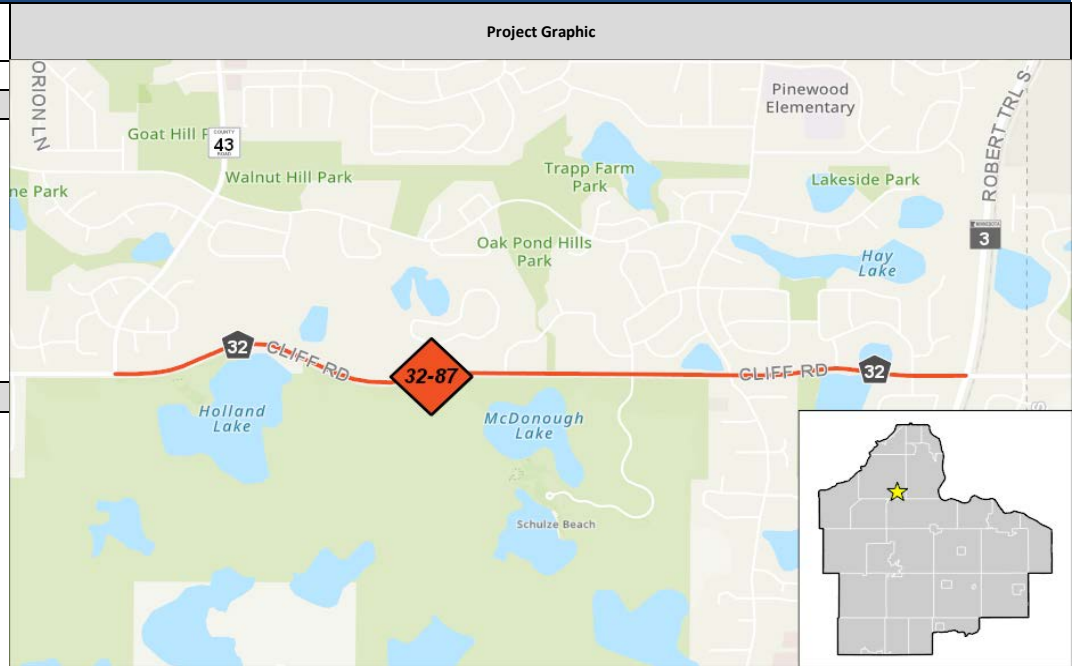 Project Graphic
ORION LN
Goat Hill P
COUNTY
43
ROAD
Walnut Hill Park
ne Park
Trapp Farm
Park
Pinewood
Elementary
Lakeside Park
ROBERT TRL S
MINNESOTA
3
Oak Pond Hills
Park
Hay
Lake
32
CLIFF RD
32-87
CLIFF RD
32
Holland
Lake
McDonough
Lake
Schulze Beach
S